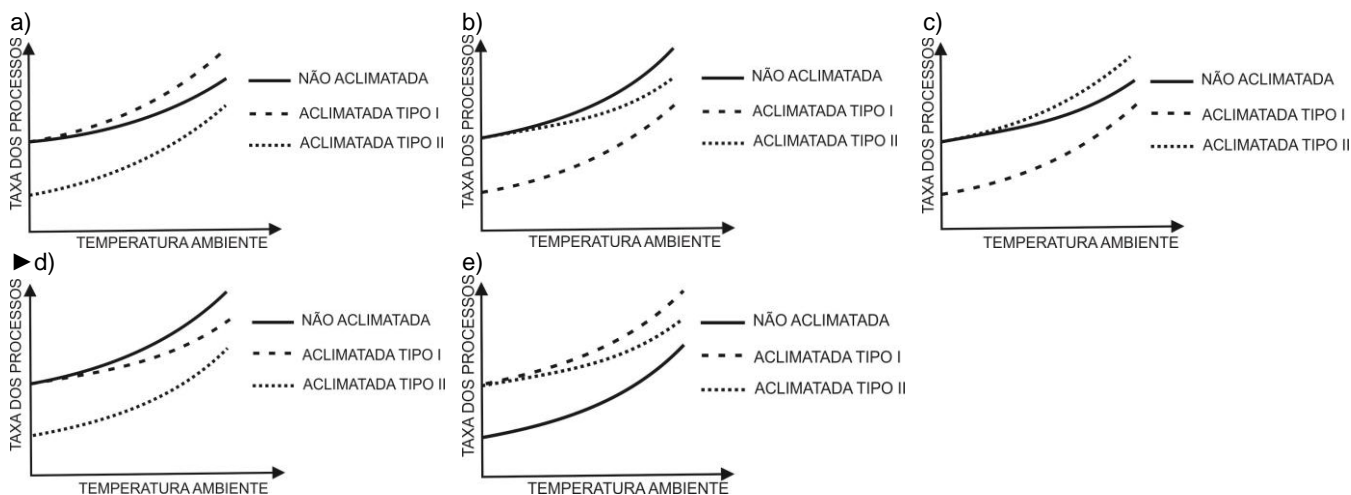 a)
TAXA DOS PROCESSOS
NÃO ACLIMATADA
ACLIMATADA TIPO I
ACLIMATADA TIPO II
TEMPERATURA AMBIENTE
b)
TAXA DOS PROCESSOS
NÃO ACLIMATADA
ACLIMATADA TIPO I
ACLIMATADA TIPO II
TEMPERATURA AMBIENTE
c)
TAXA DOS PROCESSOS
NÃO ACLIMATADA
ACLIMATADA TIPO I
ACLIMATADA TIPO II
TEMPERATURA AMBIENTE
►d)
TAXA DOS PROCESSOS
NÃO ACLIMATADA
ACLIMATADA TIPO I
ACLIMATADA TIPO II
TEMPERATURA AMBIENTE
e)
TAXA DOS PROCESSOS
NÃO ACLIMATADA
ACLIMATADA TIPO I
ACLIMATADA TIPO II
TEMPERATURA AMBIENTE